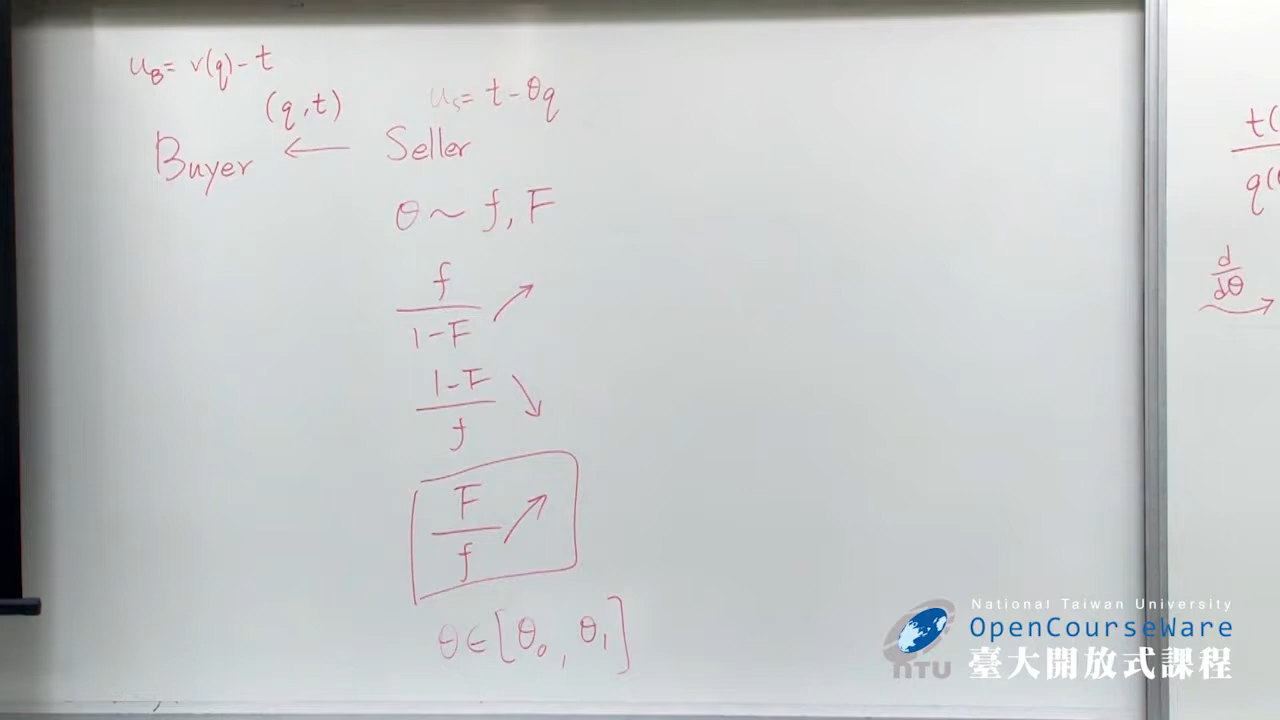 u_B = v(q) - t
(q, t)
u_s = t - θq
Buyer ← Seller
θ ~ f, F
f / 1-F ↗
1-F / f ↘
F / f ↗
θ ∈ [θ_0, θ_1]
t(
q(
d / dθ
National Taiwan University
OpenCourseWare
臺大開放式課程
NTU